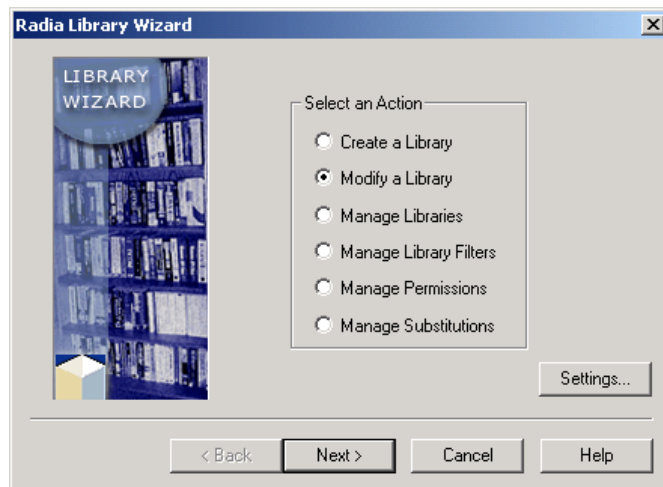 Radia Library Wizard
LIBRARY
WIZARD
Select an Action
Create a Library
Modify a Library
Manage Libraries
Manage Library Filters
Manage Permissions
Manage Substitutions
Settings...
< Back
Next >
Cancel
Help